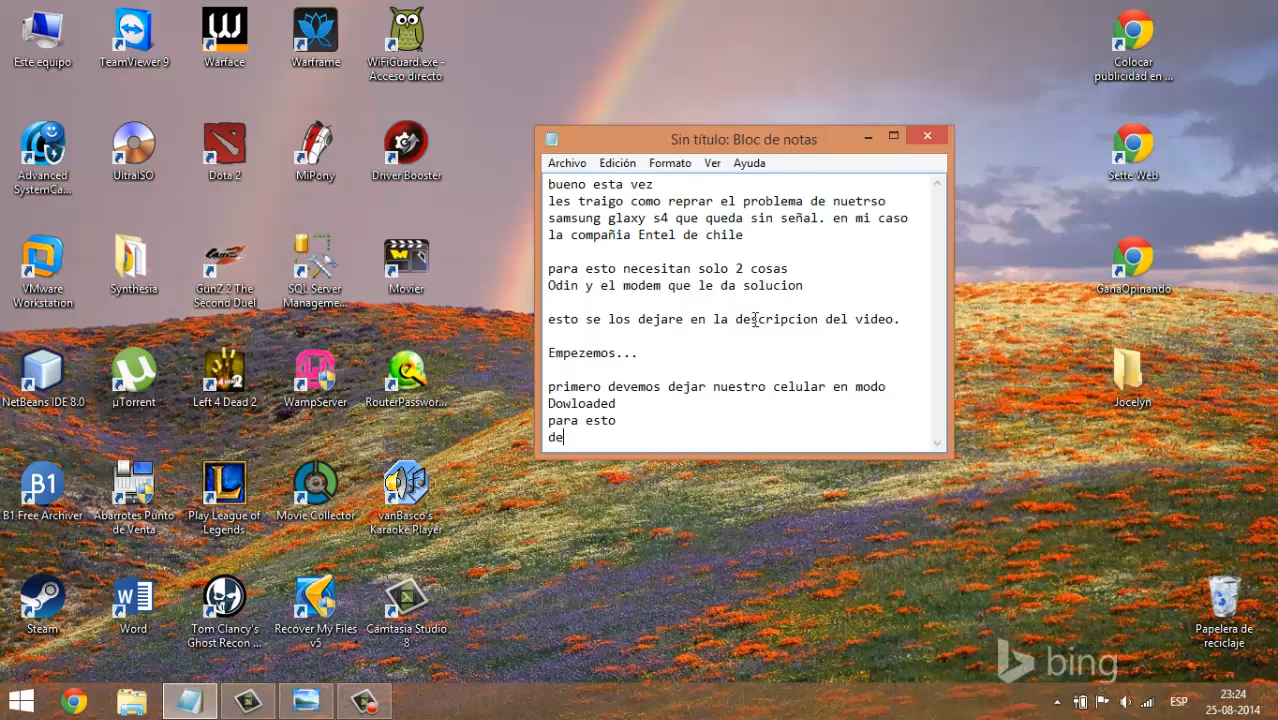 Este equipo
TeamViewer 9
Warface
Warframe
WiFiGuard.exe -
Acceso directo
Colocar
publicidad en ...
Advanced
SystemCa...
UltraISO
Dota 2
MiPony
Driver Booster
Sette Web
VMware
Workstation
Synthesia
GunZ 2 The
Second Duel
SQL Server
Manageme...
Movier
GanaOpinando
NetBeans IDE 8.0
µTorrent
Left 4 Dead 2
WampServer
RouterPasswor...
Jocelyn
B1
B1 Free Archiver
Abarrotes Punto
de Venta
Play League of
Legends
Movie Collector
vanBasco's
Karaoke Player
Steam
Word
Tom Clancy's
Ghost Recon ...
Recover My Files
v5
Camtasia Studio
8
Papelera de
reciclaje
Sin título: Bloc de notas
Archivo Edición Formato Ver Ayuda
bueno esta vez
les traigo como reprar el problema de nuetrso
samsung glaxy s4 que queda sin señal. en mi caso
la compañia Entel de chile
para esto necesitan solo 2 cosas
Odin y el modem que le da solucion
esto se los dejare en la descripcion del video.
Empezemos...
primero devemos dejar nuestro celular en modo
Dowloaded
para esto
de
bing
ESP
23:24
25-08-2014